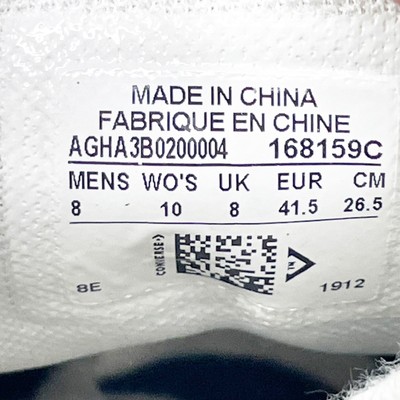 MADE IN CHINA
FABRIQUE EN CHINE
AGHA3B0200004 168159C
MENS WO'S UK EUR CM
8 10 8 41.5 26.5
CONVERSE
8E 1912